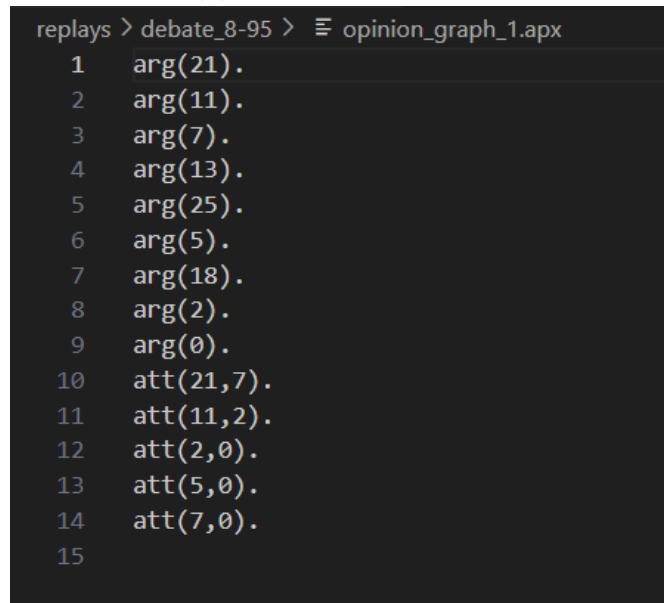 replays > debate_8-95 > opinion_graph_1.apx
1 arg(21).
2 arg(11).
3 arg(7).
4 arg(13).
5 arg(25).
6 arg(5).
7 arg(18).
8 arg(2).
9 arg(0).
10 att(21,7).
11 att(11,2).
12 att(2,0).
13 att(5,0).
14 att(7,0).
15